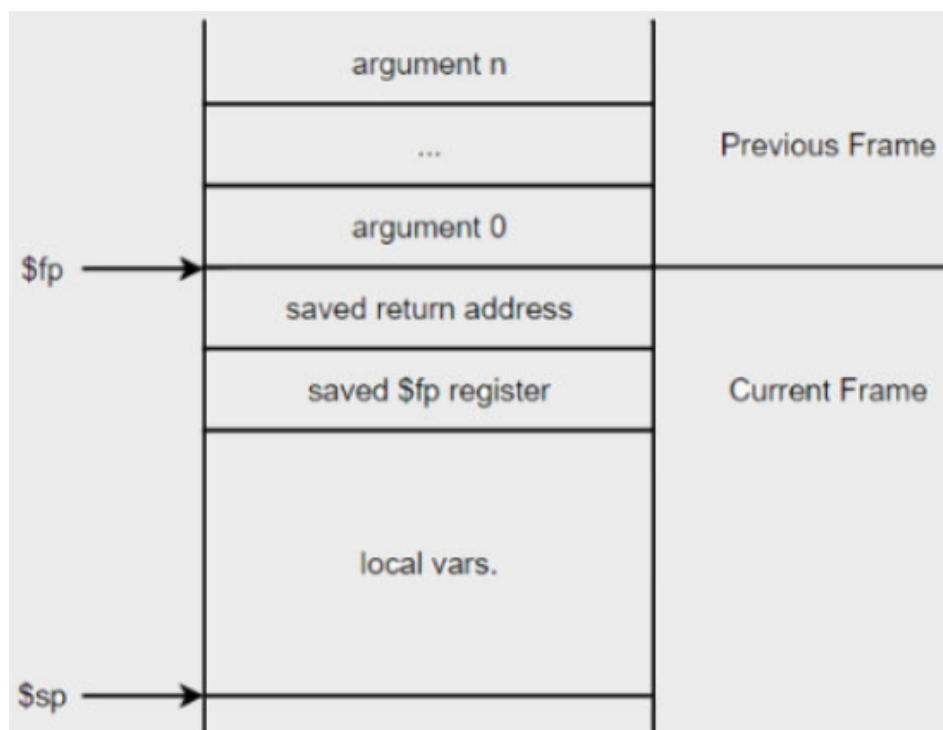 argument n
...
Previous Frame
argument 0
$fp
saved return address
saved $fp register
Current Frame
local vars.
$sp